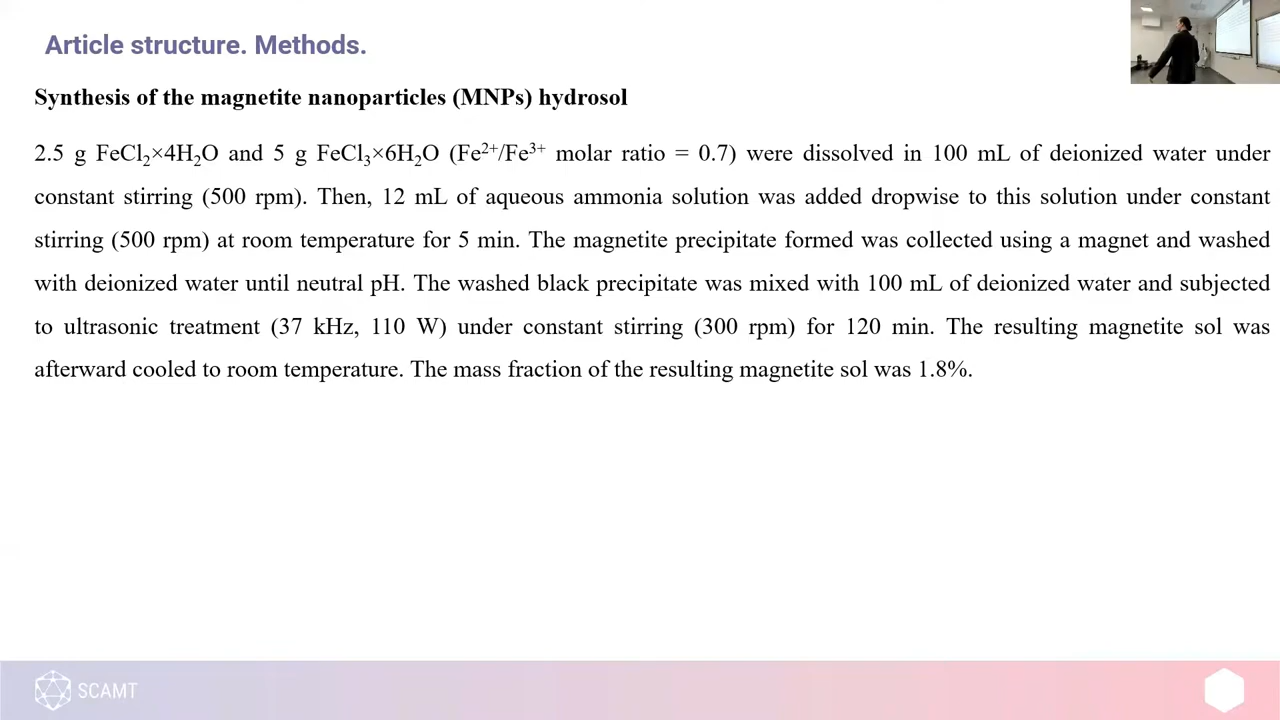 Article structure. Methods.
Synthesis of the magnetite nanoparticles (MNPs) hydrosol
2.5 g FeCl₂×4H₂O and 5 g FeCl₃×6H₂O (Fe²⁺/Fe³⁺ molar ratio = 0.7) were dissolved in 100 mL of deionized water under
constant stirring (500 rpm). Then, 12 mL of aqueous ammonia solution was added dropwise to this solution under constant
stirring (500 rpm) at room temperature for 5 min. The magnetite precipitate formed was collected using a magnet and washed
with deionized water until neutral pH. The washed black precipitate was mixed with 100 mL of deionized water and subjected
to ultrasonic treatment (37 kHz, 110 W) under constant stirring (300 rpm) for 120 min. The resulting magnetite sol was
afterward cooled to room temperature. The mass fraction of the resulting magnetite sol was 1.8%.
SCAMT